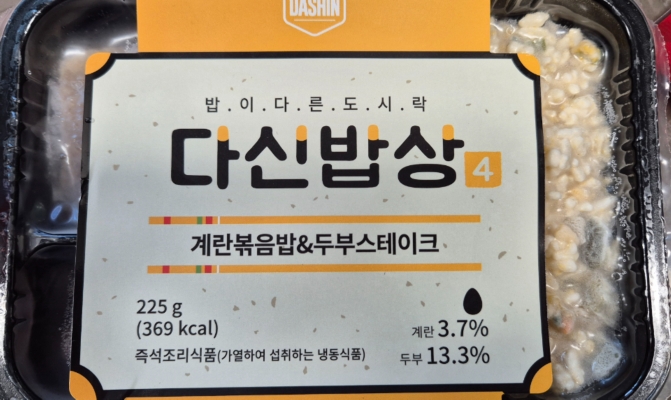 DASHIN
밥.이.다.른.도.시.락
다신밥상 4
계란볶음밥&두부스테이크
225 g
(369 kcal)
즉석조리식품(가열하여 섭취하는 냉동식품)
계란 3.7%
두부 13.3%